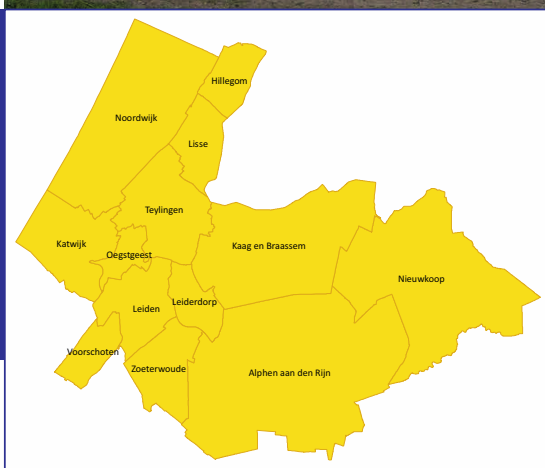 Hillegom
Noordwijk
Lisse
Teylingen
Katwijk
Kaag en Braassem
Oegstgeest
Nieuwkoop
Leiderdorp
Leiden
Voorschoten
Zoeterwoude
Alphen aan den Rijn